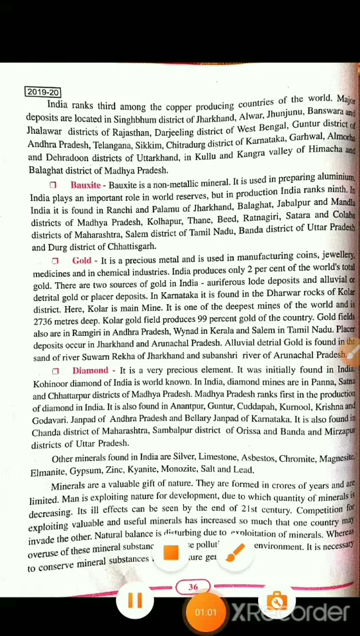 2019-20
India ranks third among the copper producing countries of the world. Major
deposits are located in Singhbhum district of Jharkhand, Alwar, Jhunjunu, Banswara and
Jhalawar districts of Rajasthan, Darjeeling district of West Bengal, Guntur district of
Andhra Pradesh, Telangana, Sikkim, Chitradurg district of Karnataka, Garhwal, Almorha
and Dehradoon districts of Uttarkhand, in Kullu and Kangra valley of Himacha and
Balaghat district of Madhya Pradesh.
❒ Bauxite - Bauxite is a non-metallic mineral. It is used in preparing aluminium.
India plays an important role in world reserves, but in production India ranks ninth. In
India it is found in Ranchi and Palamu of Jharkhand, Balaghat, Jabalpur and Mandla
districts of Madhya Pradesh, Kolhapur, Thane, Beed, Ratnagiri, Satara and Colaba
districts of Maharashtra, Salem district of Tamil Nadu, Banda district of Uttar Pradesh
and Durg district of Chhattisgarh.
❒ Gold - It is a precious metal and is used in manufacturing coins, jewellery,
medicines and in chemical industries. India produces only 2 per cent of the world's total
gold. There are two sources of gold in India - auriferous lode deposits and alluvial or
detrital gold or placer deposits. In Karnataka it is found in the Dharwar rocks of Kolar
district. Here, Kolar is main Mine. It is one of the deepest mines of the world and is
2736 metres deep. Kolar gold field produces 99 percent gold of the country. Gold fields
also are in Ramgiri in Andhra Pradesh, Wynad in Kerala and Salem in Tamil Nadu. Placer
deposits occur in Jharkhand and Arunachal Pradesh. Alluvial detrial Gold is found in the
sand of river Suwarn Rekha of Jharkhand and subanshri river of Arunachal Pradesh.
❒ Diamond - It is a very precious element. It was initially found in India.
Kohinoor diamond of India is world known. In India, diamond mines are in Panna, Satna
and Chhattarpur districts of Madhya Pradesh. Madhya Pradesh ranks first in the production
of diamond in India. It is also found in Anantpur, Guntur, Cuddapah, Kurnool, Krishna and
Godavari. Janpad of Andhra Pradesh and Bellary Janpad of Karnataka. It is also found in
Chanda district of Maharashtra, Sambalpur district of Orissa and Banda and Mirzapur
districts of Uttar Pradesh.
Other minerals found in India are Silver, Limestone, Asbestos, Chromite, Magnesite,
Elmanite, Gypsum, Zinc, Kyanite, Monozite, Salt and Lead.
Minerals are a valuable gift of nature. They are formed in crores of years and are
limited. Man is exploiting nature for development, due to which quantity of minerals is
decreasing. Its ill effects can be seen by the end of 21st century. Competition for
exploiting valuable and useful minerals has increased so much that one country may
invade the other. Natural balance is disturbing due to exploitation of minerals. Whereas
overuse of these mineral environment. It is necessary
to conserve mineral substances
36
01:01
XRecorder